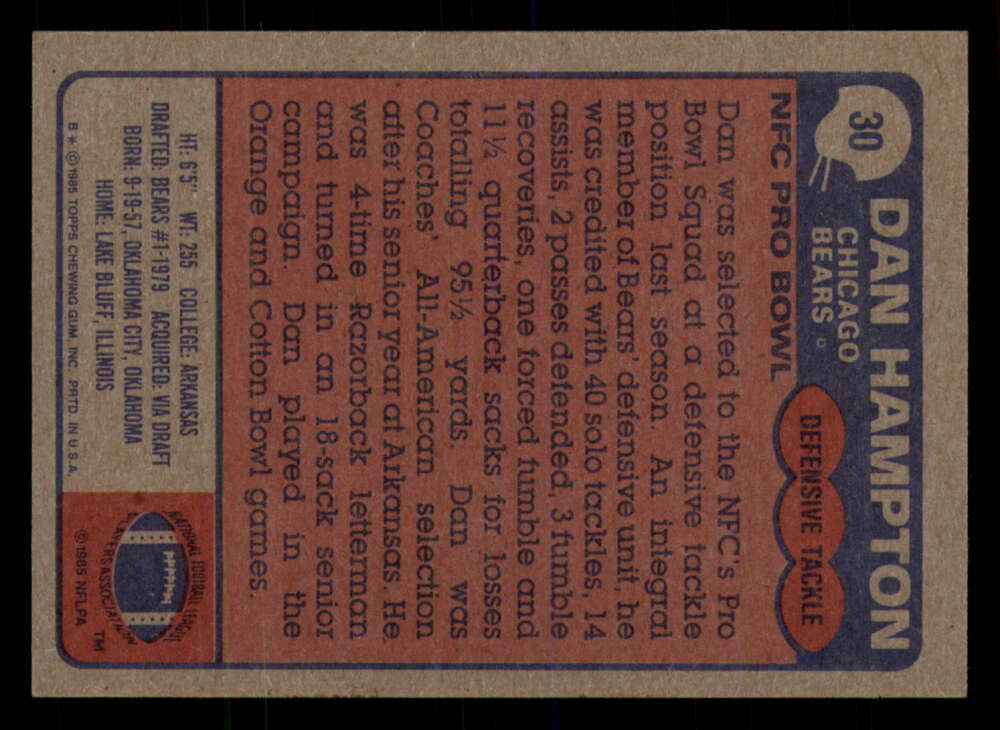 30
DAN HAMPTON
CHICAGO
BEARS
DEFENSIVE TACKLE
NFC PRO BOWL
Dan was selected to the NFC's Pro
Bowl Squad at a defensive tackle
position last season. An integral
member of Bears' defensive unit, he
was credited with 40 solo tackles, 14
assists, 2 passes defended, 3 fumble
recoveries, one forced fumble and
11½ quarterback sacks for losses
totalling 95½ yards. Dan was
Coaches' All-American selection
after his senior year at Arkansas. He
was 4-time Razorback letterman
and turned in an 18-sack senior
campaign. Dan played in the
Orange and Cotton Bowl games.
HT: 6'5" WT: 255 COLLEGE: ARKANSAS
DRAFTED: BEARS #1-1979 ACQUIRED: VIA DRAFT
BORN: 9-19-57, OKLAHOMA CITY, OKLAHOMA
HOME: LAKE BLUFF, ILLINOIS
B * © 1985 TOPPS CHEWING GUM, INC. PRTD. IN U.S.A.
NATIONAL FOOTBALL LEAGUE
PLAYERS ASSOCIATION
TM
© 1985 NFLPA